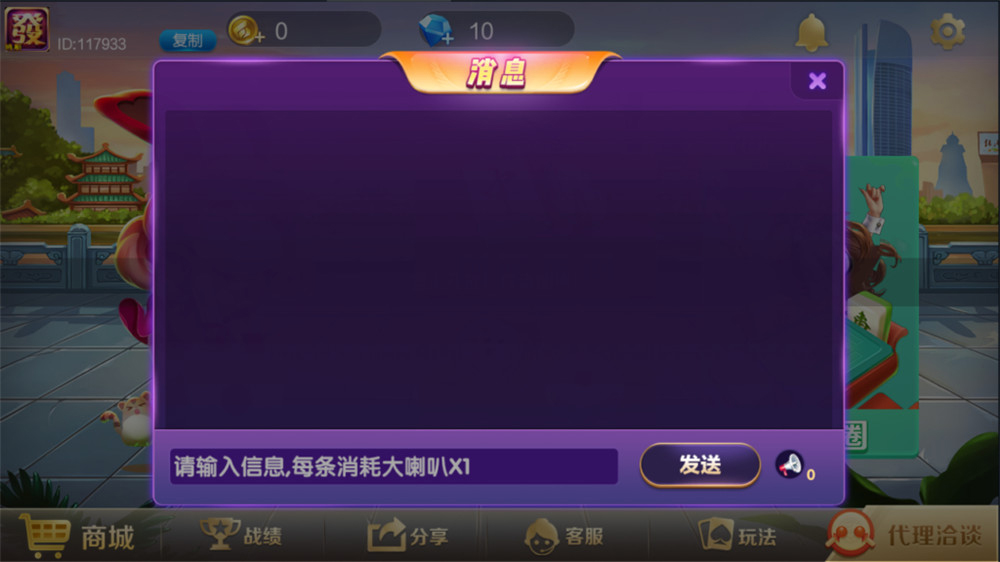 發
ID:117933
复制
0
10
消息
请输入信息,每条消耗大喇叭X1
发送
0
卷
商城
战绩
分享
客服
玩法
代理洽谈